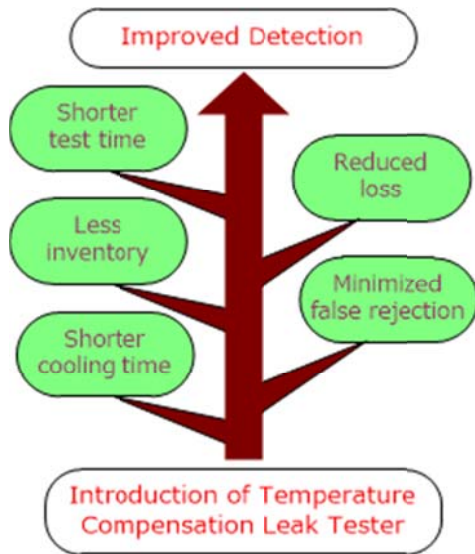 Improved Detection
Shorter
test time
Reduced
loss
Less
inventory
Minimized
false rejection
Shorter
cooling time
Introduction of Temperature
Compensation Leak Tester